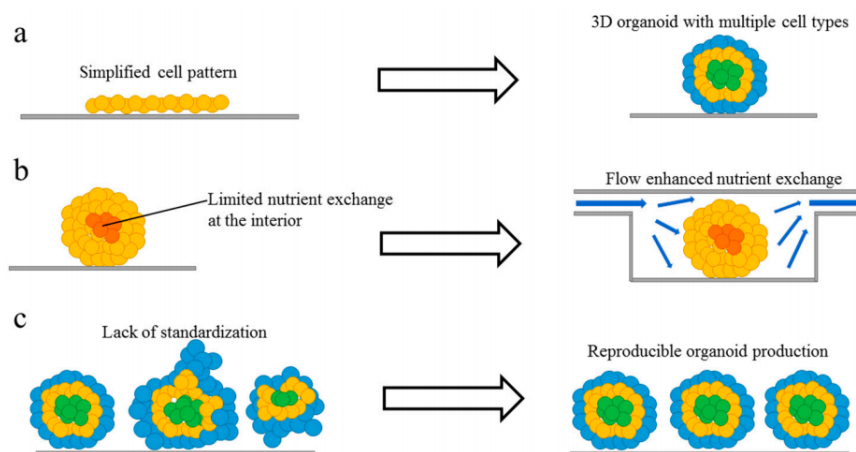 a
3D organoid with multiple cell types
Simplified cell pattern
b
Limited nutrient exchange
at the interior
Flow enhanced nutrient exchange
c
Lack of standardization
Reproducible organoid production